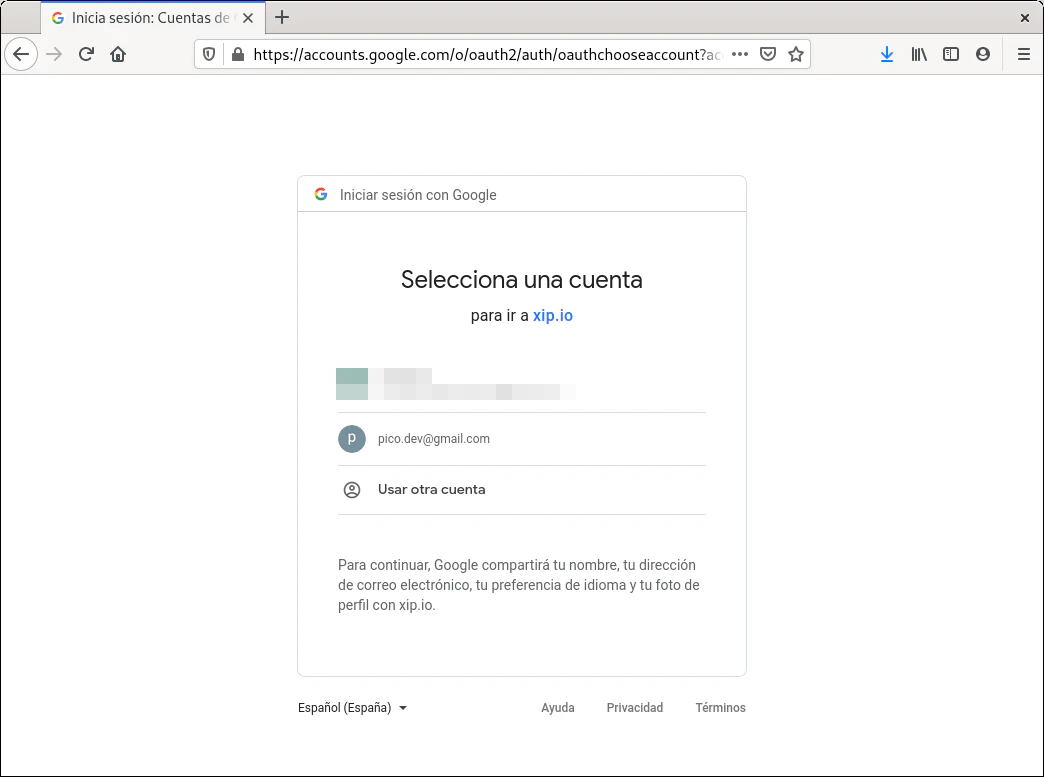 Inicia sesión: Cuentas de
https://accounts.google.com/o/oauth2/auth/oauthchooseaccount?ac
Iniciar sesión con Google
Selecciona una cuenta
para ir a xip.io
p pico.dev@gmail.com
Usar otra cuenta
Para continuar, Google compartirá tu nombre, tu dirección
de correo electrónico, tu preferencia de idioma y tu foto de
perfil con xip.io.
Español (España) Ayuda Privacidad Términos